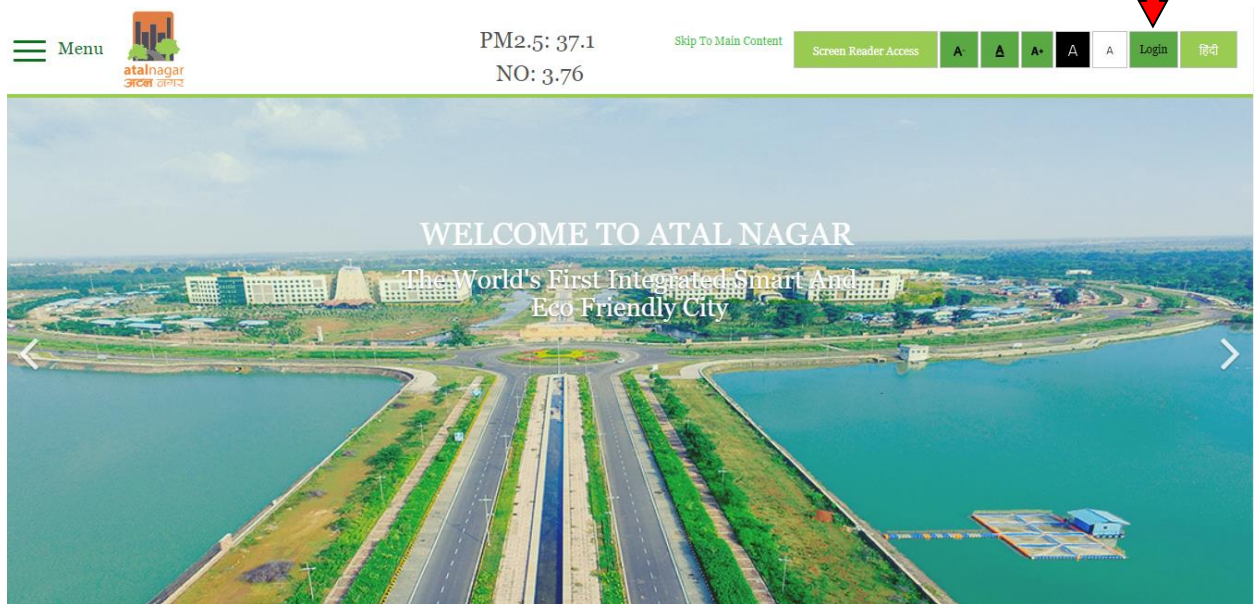 Menu
atalnagar
अटल नगर
PM2.5: 37.1
NO: 3.76
Skip To Main Content
Screen Reader Access
A-
A
A+
A
A
Login
हिंदी
WELCOME TO ATAL NAGAR
The World's First Integrated Smart And
Eco Friendly City